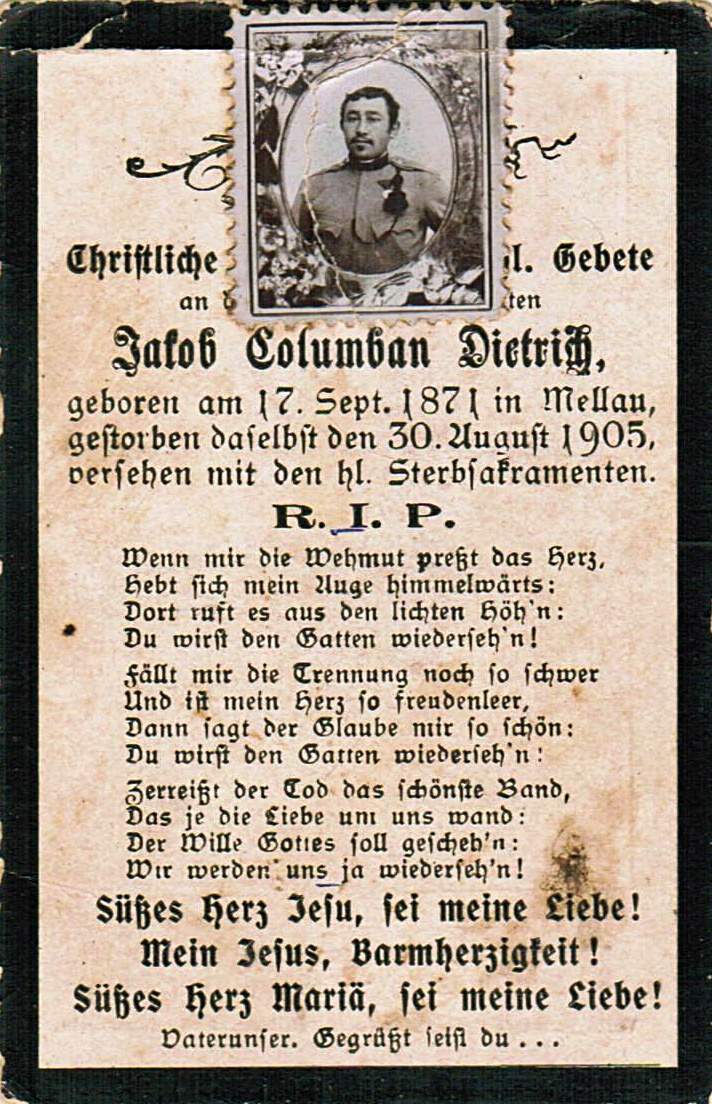 Christliche l. Gebete
an d ten
Jakob Columban Dietrich,
geboren am 17. Sept. 1871 in Mellau,
gestorben daselbst den 30. August 1905,
versehen mit den hl. Sterbsakramenten.
R. I. P.
Wenn mir die Wehmut preßt das Herz,
Hebt sich mein Auge himmelwärts:
Dort ruft es aus den lichten Höh'n:
Du wirst den Gatten wiederseh'n!
Fällt mir die Trennung noch so schwer
Und ist mein Herz so freudenleer,
Dann sagt der Glaube mir so schön:
Du wirst den Gatten wiederseh'n!
Zerreißt der Tod das schönste Band,
Das je die Liebe um uns wand:
Der Wille Gottes soll gescheh'n:
Wir werden uns ja wiederseh'n!
Süßes Herz Jesu, sei meine Liebe!
Mein Jesus, Barmherzigkeit!
Süßes Herz Mariä, sei meine Liebe!
Vaterunser. Gegrüßt seist du . . .